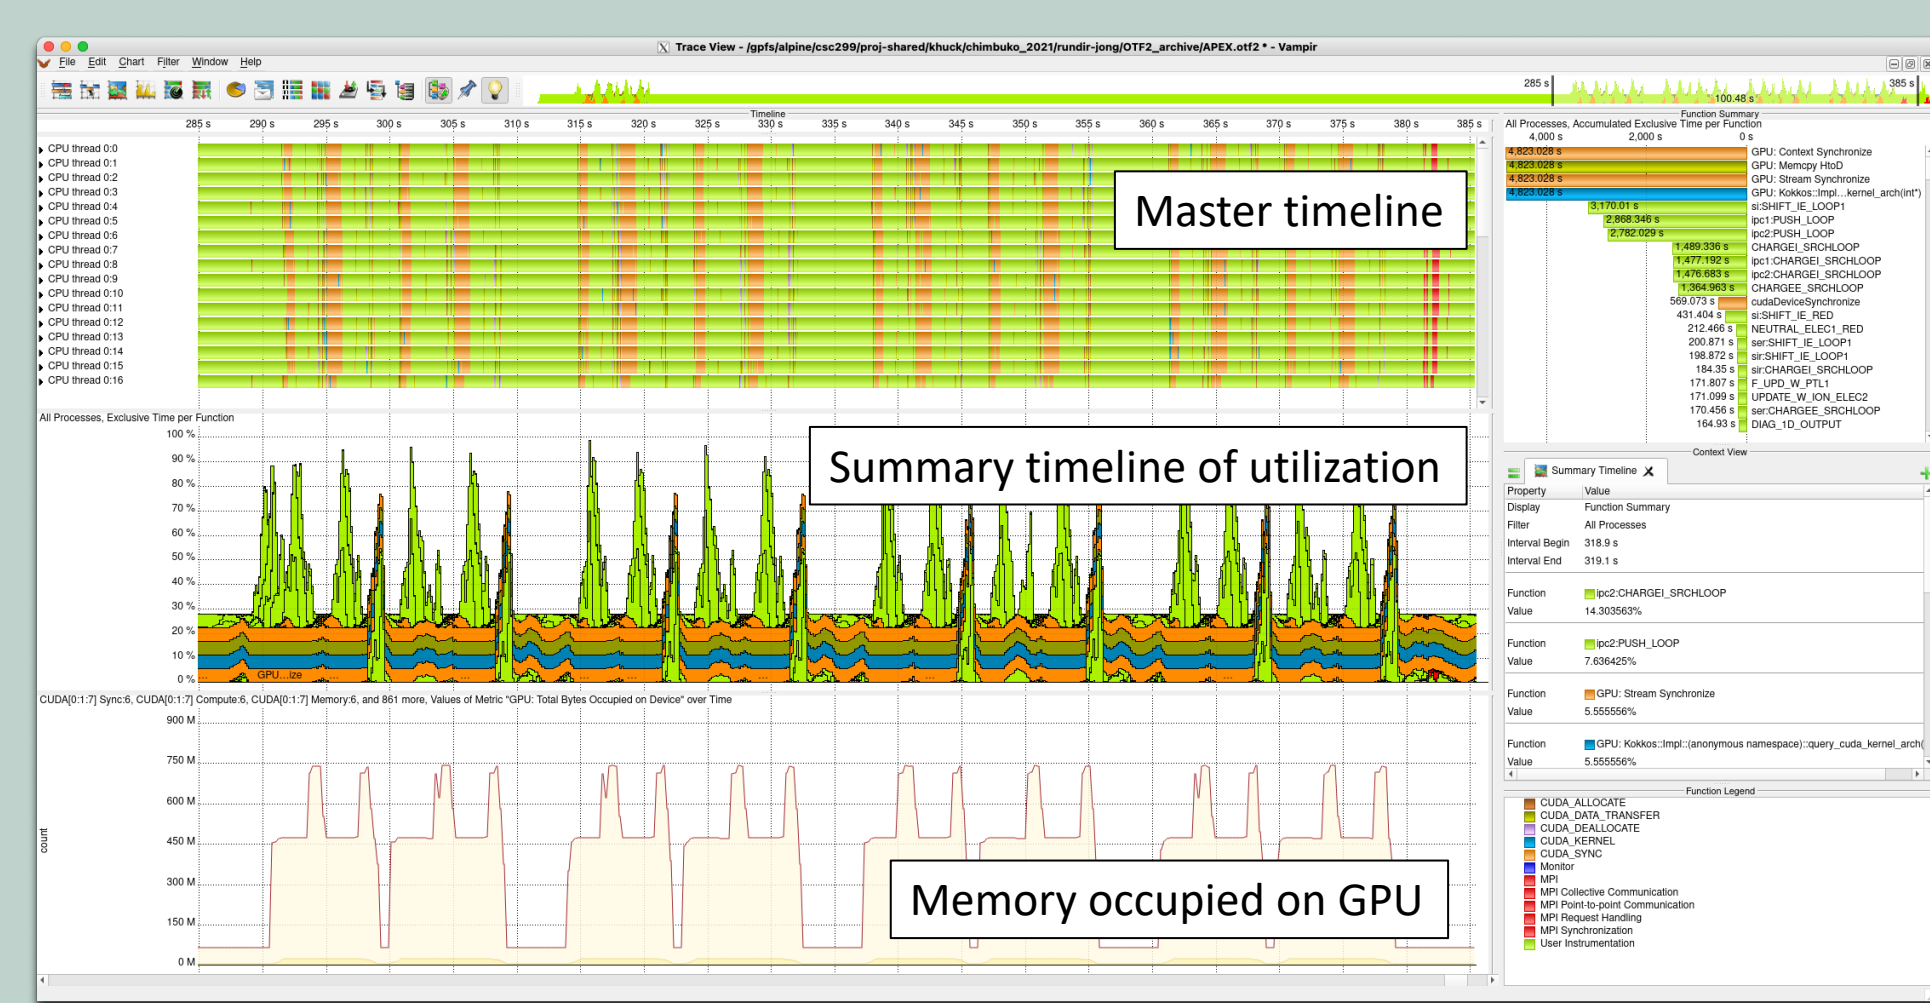 Trace View - /gpfs/alpine/csc299/proj-shared/khuck/chimbuko_2021/rundir-jong/OTF2_archive/APEX.otf2 * - Vampir
File Edit Chart Filter Window Help
285 s 385 s
100.48 s
Timeline
285 s 290 s 295 s 300 s 305 s 310 s 315 s 320 s 325 s 330 s 335 s 340 s 345 s 350 s 355 s 360 s 365 s 370 s 375 s 380 s 385 s
CPU thread 0:0
CPU thread 0:1
CPU thread 0:2
CPU thread 0:3
CPU thread 0:4
CPU thread 0:5
CPU thread 0:6
CPU thread 0:7
CPU thread 0:8
CPU thread 0:9
CPU thread 0:10
CPU thread 0:11
CPU thread 0:12
CPU thread 0:13
CPU thread 0:14
CPU thread 0:15
CPU thread 0:16
Master timeline
All Processes, Exclusive Time per Function
100 %
90 %
80 %
70 %
60 %
50 %
40 %
30 %
20 %
10 %
0 %
GPU...ize
Summary timeline of utilization
CUDA[0:1:7] Sync:6, CUDA[0:1:7] Compute:6, CUDA[0:1:7] Memory:6, and 861 more, Values of Metric "GPU: Total Bytes Occupied on Device" over Time
900 M
750 M
600 M
450 M
300 M
150 M
0 M
count
Memory occupied on GPU
Function Summary
All Processes, Accumulated Exclusive Time per Function
4,000 s 2,000 s 0 s
4,823.028 s GPU: Context Synchronize
4,823.028 s GPU: Memcpy HtoD
4,823.028 s GPU: Stream Synchronize
4,823.028 s GPU: Kokkos::Impl...kernel_arch(int*)
3,170.01 s si:SHIFT_IE_LOOP1
2,868.346 s ipc1:PUSH_LOOP
2,782.029 s ipc2:PUSH_LOOP
1,489.336 s CHARGEI_SRCHLOOP
1,477.192 s ipc1:CHARGEI_SRCHLOOP
1,476.683 s ipc2:CHARGEI_SRCHLOOP
1,364.963 s CHARGEE_SRCHLOOP
569.073 s cudaDeviceSynchronize
431.404 s si:SHIFT_IE_RED
212.466 s NEUTRAL_ELEC1_RED
200.871 s ser:SHIFT_IE_LOOP1
198.872 s sir:SHIFT_IE_LOOP1
184.35 s sir:CHARGEI_SRCHLOOP
171.807 s F_UPD_W_PTL1
171.099 s UPDATE_W_ION_ELEC2
170.456 s ser:CHARGEE_SRCHLOOP
164.93 s DIAG_1D_OUTPUT
Context View
Summary Timeline
Property Value
Display Function Summary
Filter All Processes
Interval Begin 318.9 s
Interval End 319.1 s
Function ipc2:CHARGEI_SRCHLOOP
Value 14.303563%
Function ipc2:PUSH_LOOP
Value 7.636425%
Function GPU: Stream Synchronize
Value 5.555556%
Function GPU: Kokkos::Impl::(anonymous namespace)::query_cuda_kernel_arch(
Value 5.555556%
Function Legend
CUDA_ALLOCATE
CUDA_DATA_TRANSFER
CUDA_DEALLOCATE
CUDA_KERNEL
CUDA_SYNC
Monitor
MPI
MPI Collective Communication
MPI Point-to-point Communication
MPI Request Handling
MPI Synchronization
User Instrumentation